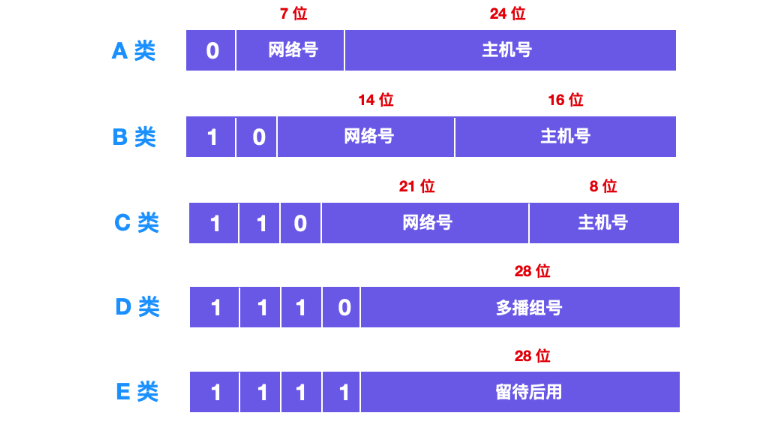 7 位 24 位
A 类 0 网络号 主机号
14 位 16 位
B 类 1 0 网络号 主机号
21 位 8 位
C 类 1 1 0 网络号 主机号
28 位
D 类 1 1 1 0 多播组号
28 位
E 类 1 1 1 1 留待后用